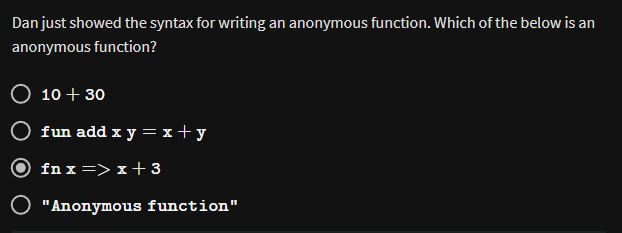 Dan just showed the syntax for writing an anonymous function. Which of the below is an
anonymous function?
10 + 30
fun add x y = x + y
fn x => x + 3
"Anonymous function"